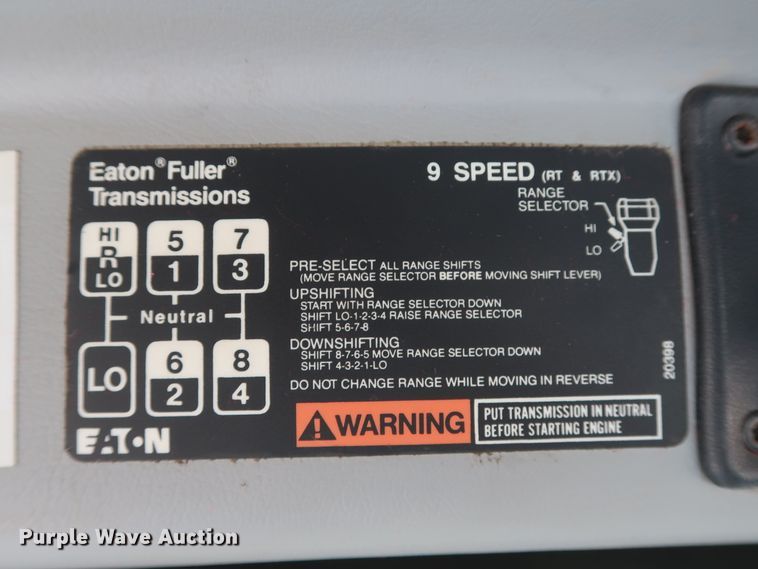 Eaton® Fuller®
Transmissions
9 SPEED (RT & RTX)
RANGE
SELECTOR
HI
LO
HI
R
LO
5
1
7
3
Neutral
LO
6
2
8
4
PRE-SELECT ALL RANGE SHIFTS
(MOVE RANGE SELECTOR BEFORE MOVING SHIFT LEVER)
UPSHIFTING
START WITH RANGE SELECTOR DOWN
SHIFT LO-1-2-3-4 RAISE RANGE SELECTOR
SHIFT 5-6-7-8
DOWNSHIFTING
SHIFT 8-7-6-5 MOVE RANGE SELECTOR DOWN
SHIFT 4-3-2-1-LO
DO NOT CHANGE RANGE WHILE MOVING IN REVERSE
20398
EATON
WARNING
PUT TRANSMISSION IN NEUTRAL
BEFORE STARTING ENGINE
Purple Wave Auction